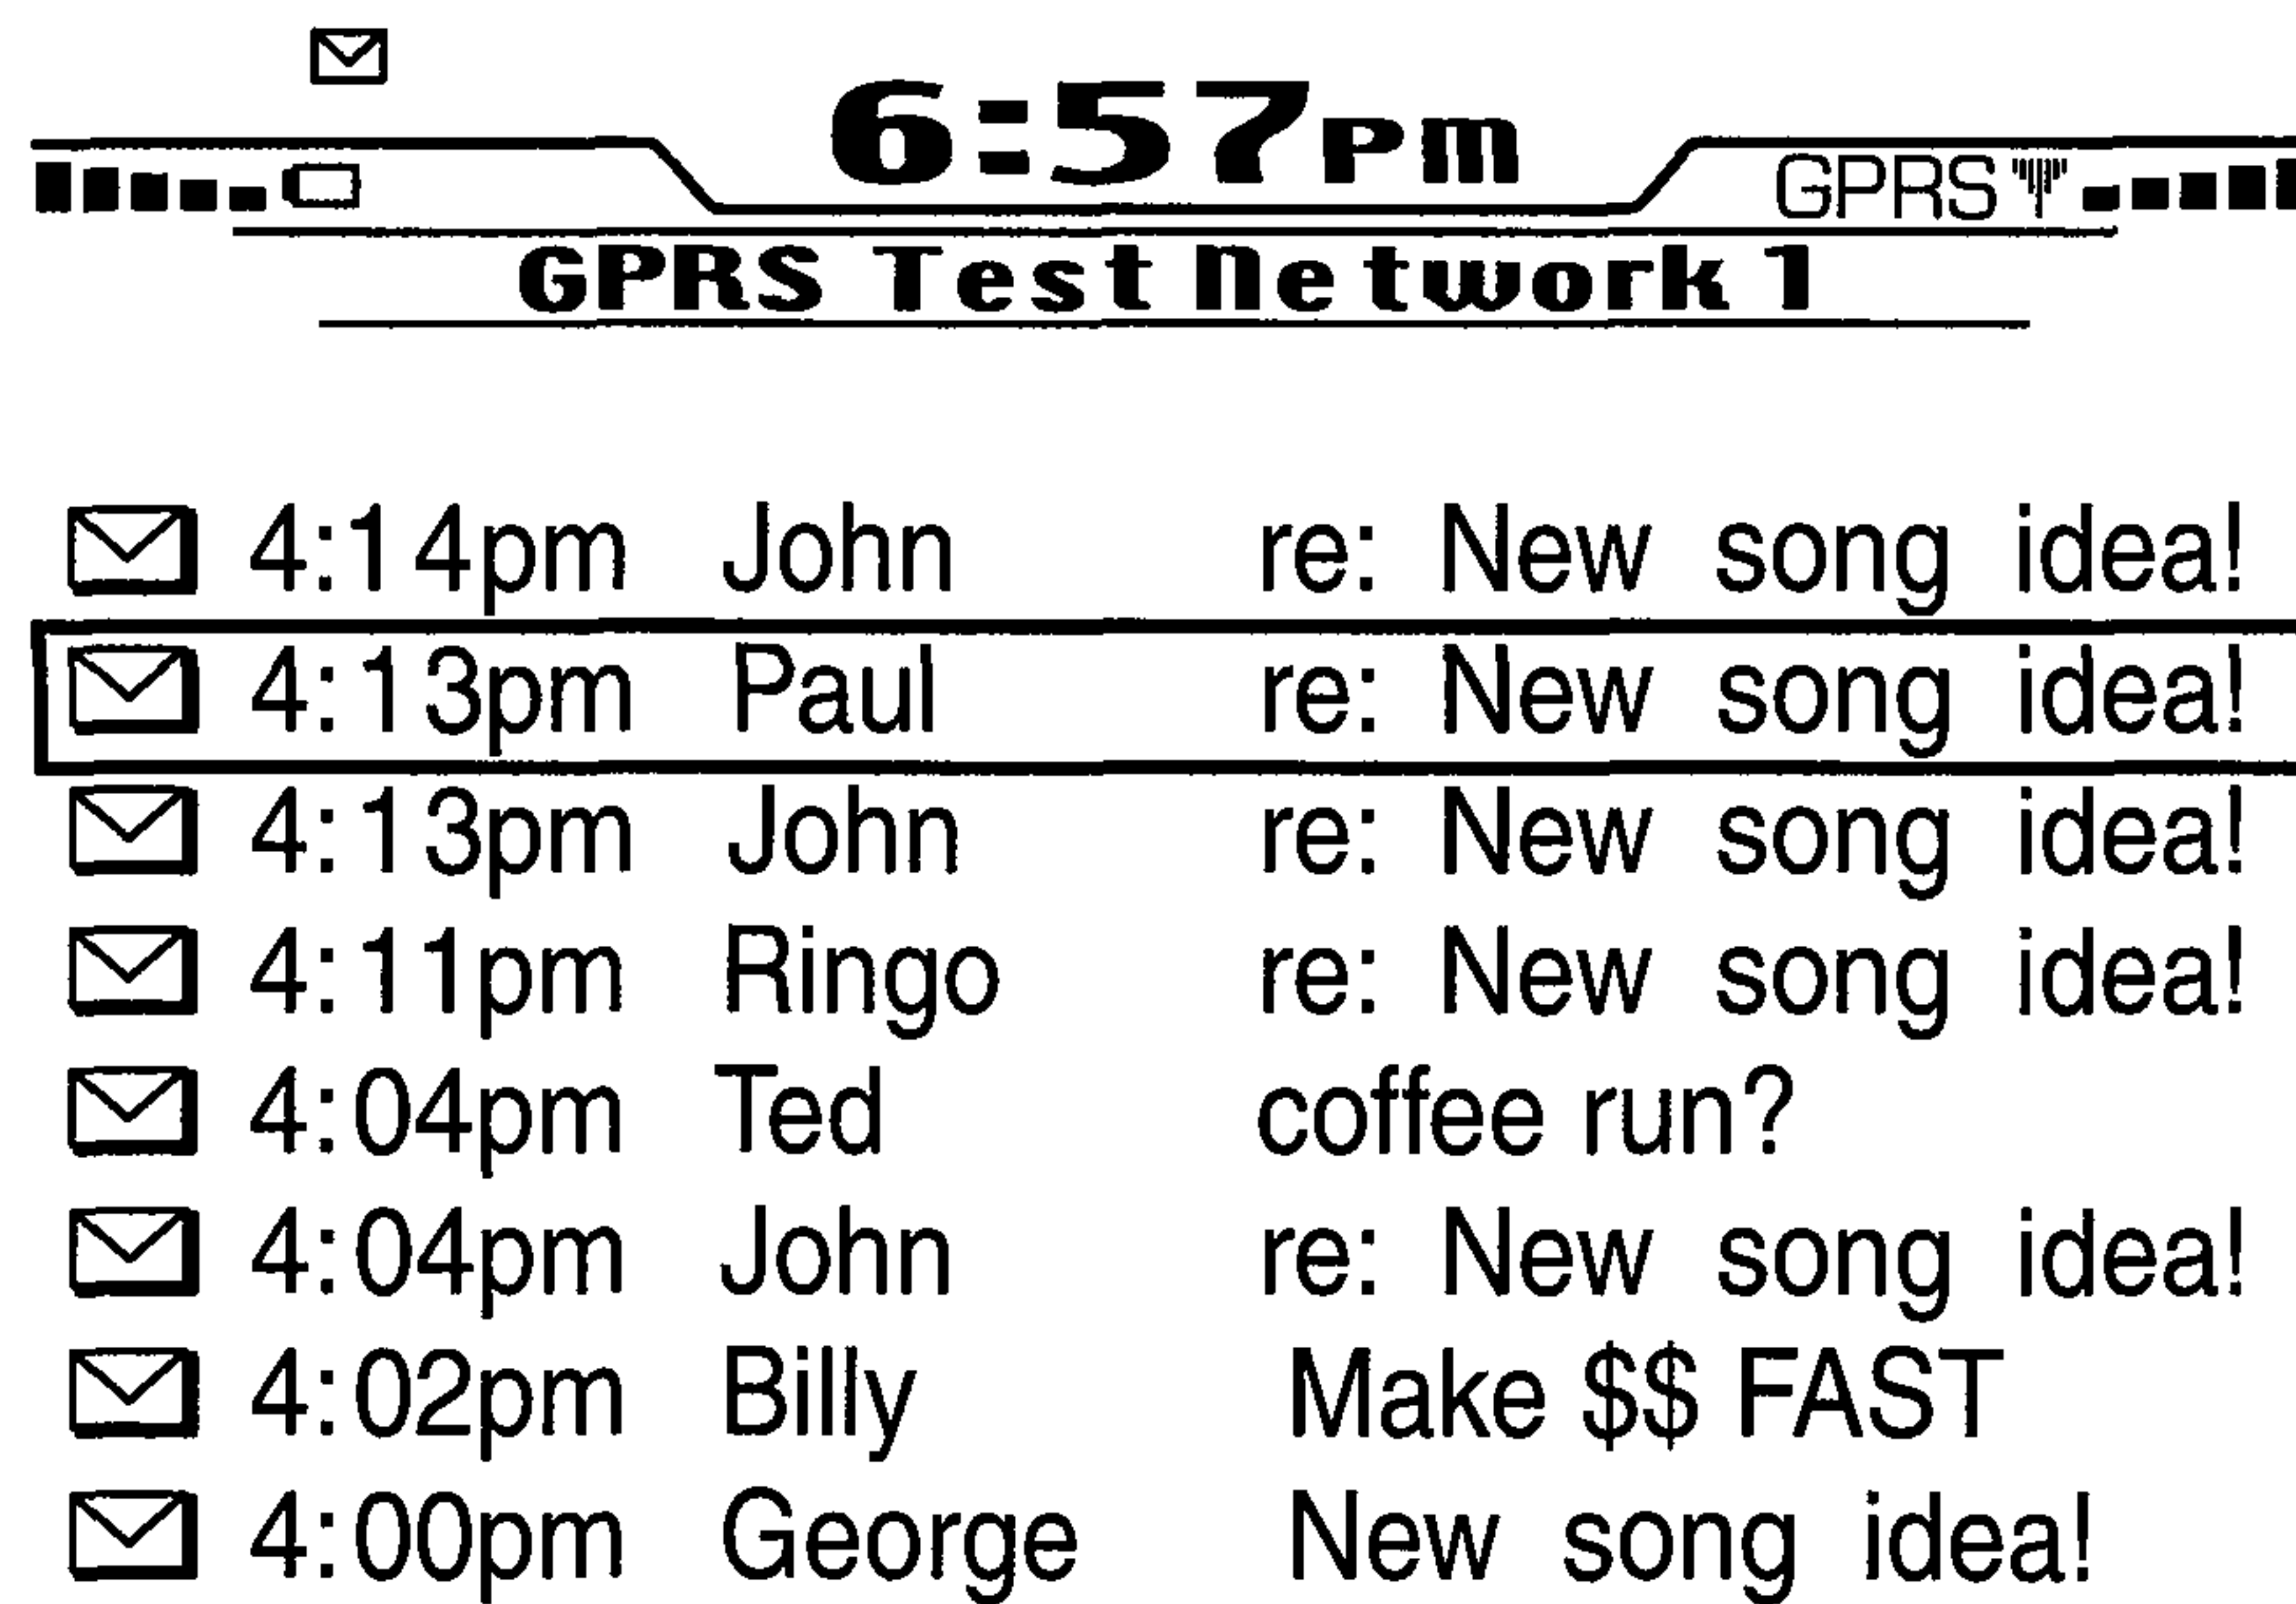 6:57pm
GPRS
GPRS Test Network 1
4:14pm John re: New song idea!
4:13pm Paul re: New song idea!
4:13pm John re: New song idea!
4:11pm Ringo re: New song idea!
4:04pm Ted coffee run?
4:04pm John re: New song idea!
4:02pm Billy Make $$ FAST
4:00pm George New song idea!